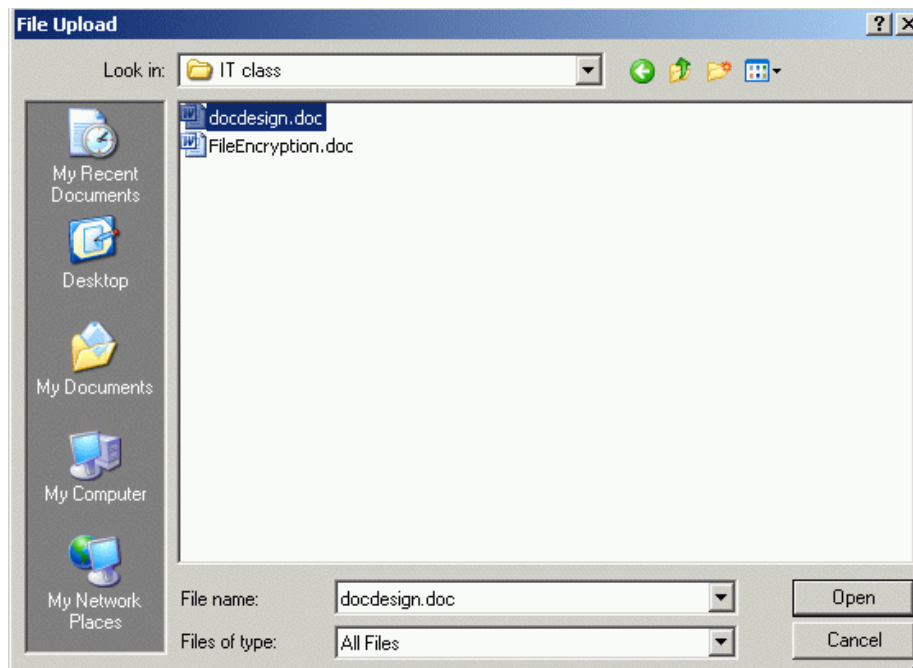 File Upload
Look in: IT class
docdesign.doc
FileEncryption.doc
My Recent
Documents
Desktop
My Documents
My Computer
My Network
Places
File name: docdesign.doc Open
Files of type: All Files Cancel